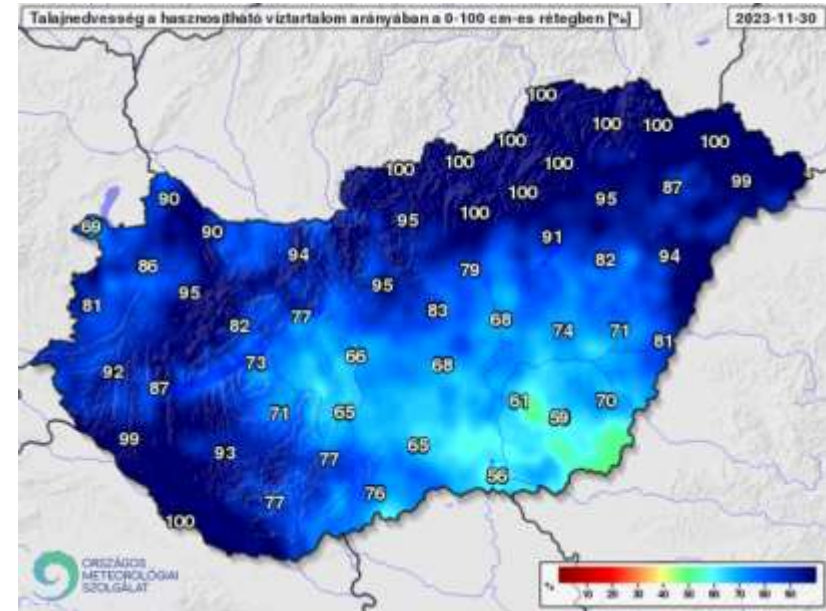 Talajnedvesség a hasznosítható víztartalom arányában a 0-100 cm-es rétegben [%]
2023-11-30
100
100 100
100 100
100 100 100
100
90 100 95 87 99
69 90 95 100
91
86 94 79 82 94
95 95
81 82 77 83 68 74 71 81
92 87 73 66 68
71 65 61 59 70
99 93 77 65
77 76 56
100
ORSZÁGOS
METEOROLÓGIAI
SZOLGÁLAT
% 10 20 30 40 50 60 70 80 90